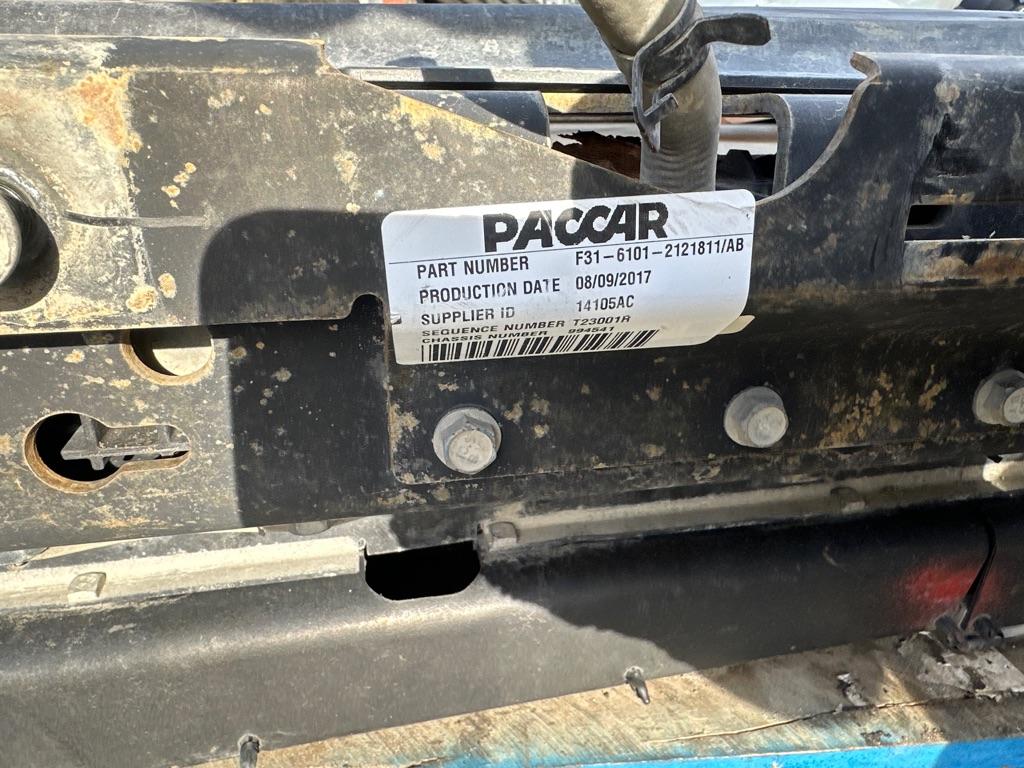 PACCAR
PART NUMBER F31-6101-2121811/AB
PRODUCTION DATE 08/09/2017
SUPPLIER ID 14105AC
SEQUENCE NUMBER T23001R
CHASSIS NUMBER 994541